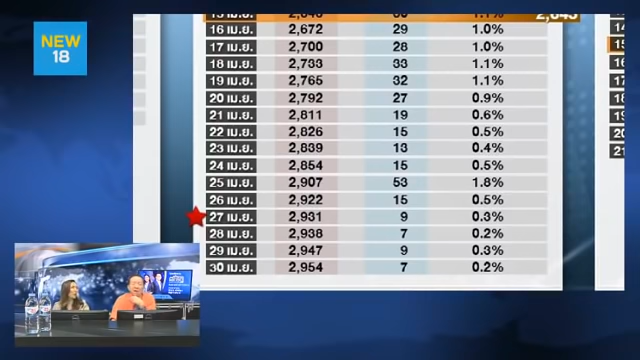 NEW
18
16 เม.ย. 2,672 29 1.0%
17 เม.ย. 2,700 28 1.0%
18 เม.ย. 2,733 33 1.1%
19 เม.ย. 2,765 32 1.1%
20 เม.ย. 2,792 27 0.9%
21 เม.ย. 2,811 19 0.6%
22 เม.ย. 2,826 15 0.5%
23 เม.ย. 2,839 13 0.4%
24 เม.ย. 2,854 15 0.5%
25 เม.ย. 2,907 53 1.8%
26 เม.ย. 2,922 15 0.5%
27 เม.ย. 2,931 9 0.3%
28 เม.ย. 2,938 7 0.2%
29 เม.ย. 2,947 9 0.3%
30 เม.ย. 2,954 7 0.2%